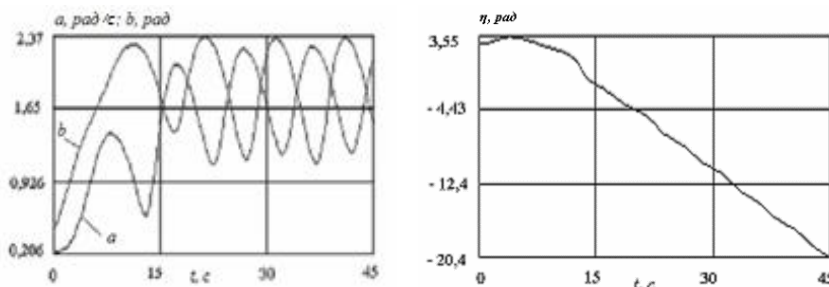 a, рад/с; b, рад
2,37
1,65
0,926
0,206
b
a
0
15
30
45
t, c
η, рад
3,55
- 4,43
- 12,4
- 20,4
0
15
30
45
t, c